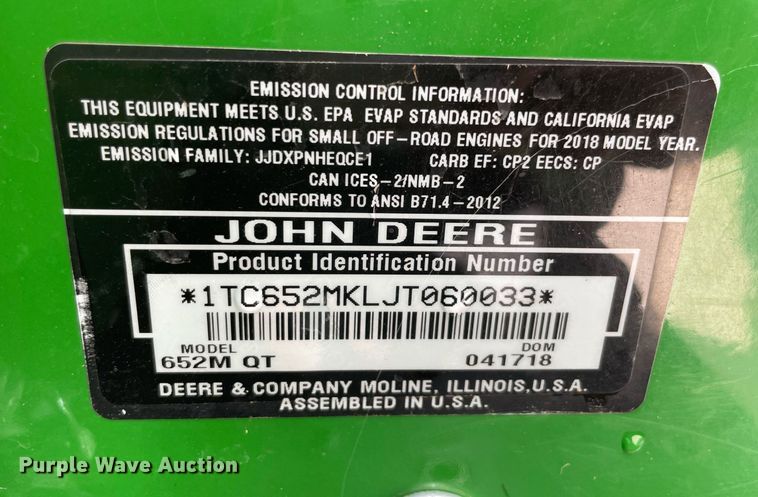 EMISSION CONTROL INFORMATION:
THIS EQUIPMENT MEETS U.S. EPA EVAP STANDARDS AND CALIFORNIA EVAP
EMISSION REGULATIONS FOR SMALL OFF-ROAD ENGINES FOR 2018 MODEL YEAR.
EMISSION FAMILY: JJDXPNHEQCE1 CARB EF: CP2 EECS: CP
CAN ICES-2/NMB-2
CONFORMS TO ANSI B71.4-2012
JOHN DEERE
Product Identification Number
*1TC652MKLJT060033*
MODEL DOM
652M QT 041718
DEERE & COMPANY MOLINE, ILLINOIS,U.S.A.
ASSEMBLED IN U.S.A.
Purple Wave Auction